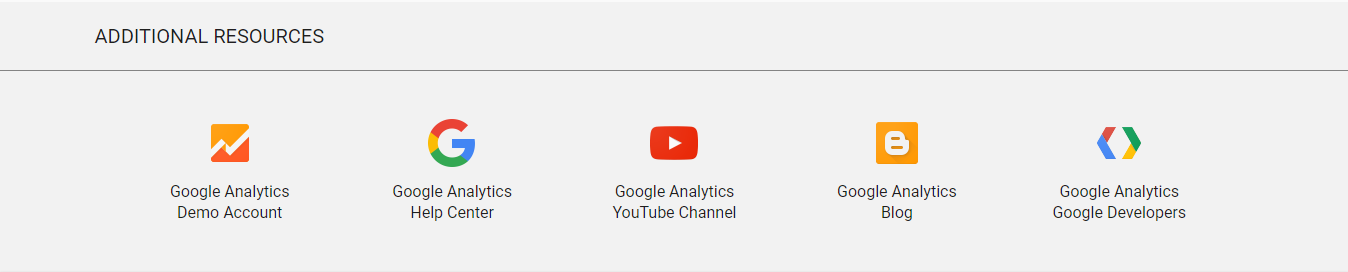 ADDITIONAL RESOURCES
Google Analytics
Demo Account
Google Analytics
Help Center
Google Analytics
YouTube Channel
Google Analytics
Blog
Google Analytics
Google Developers